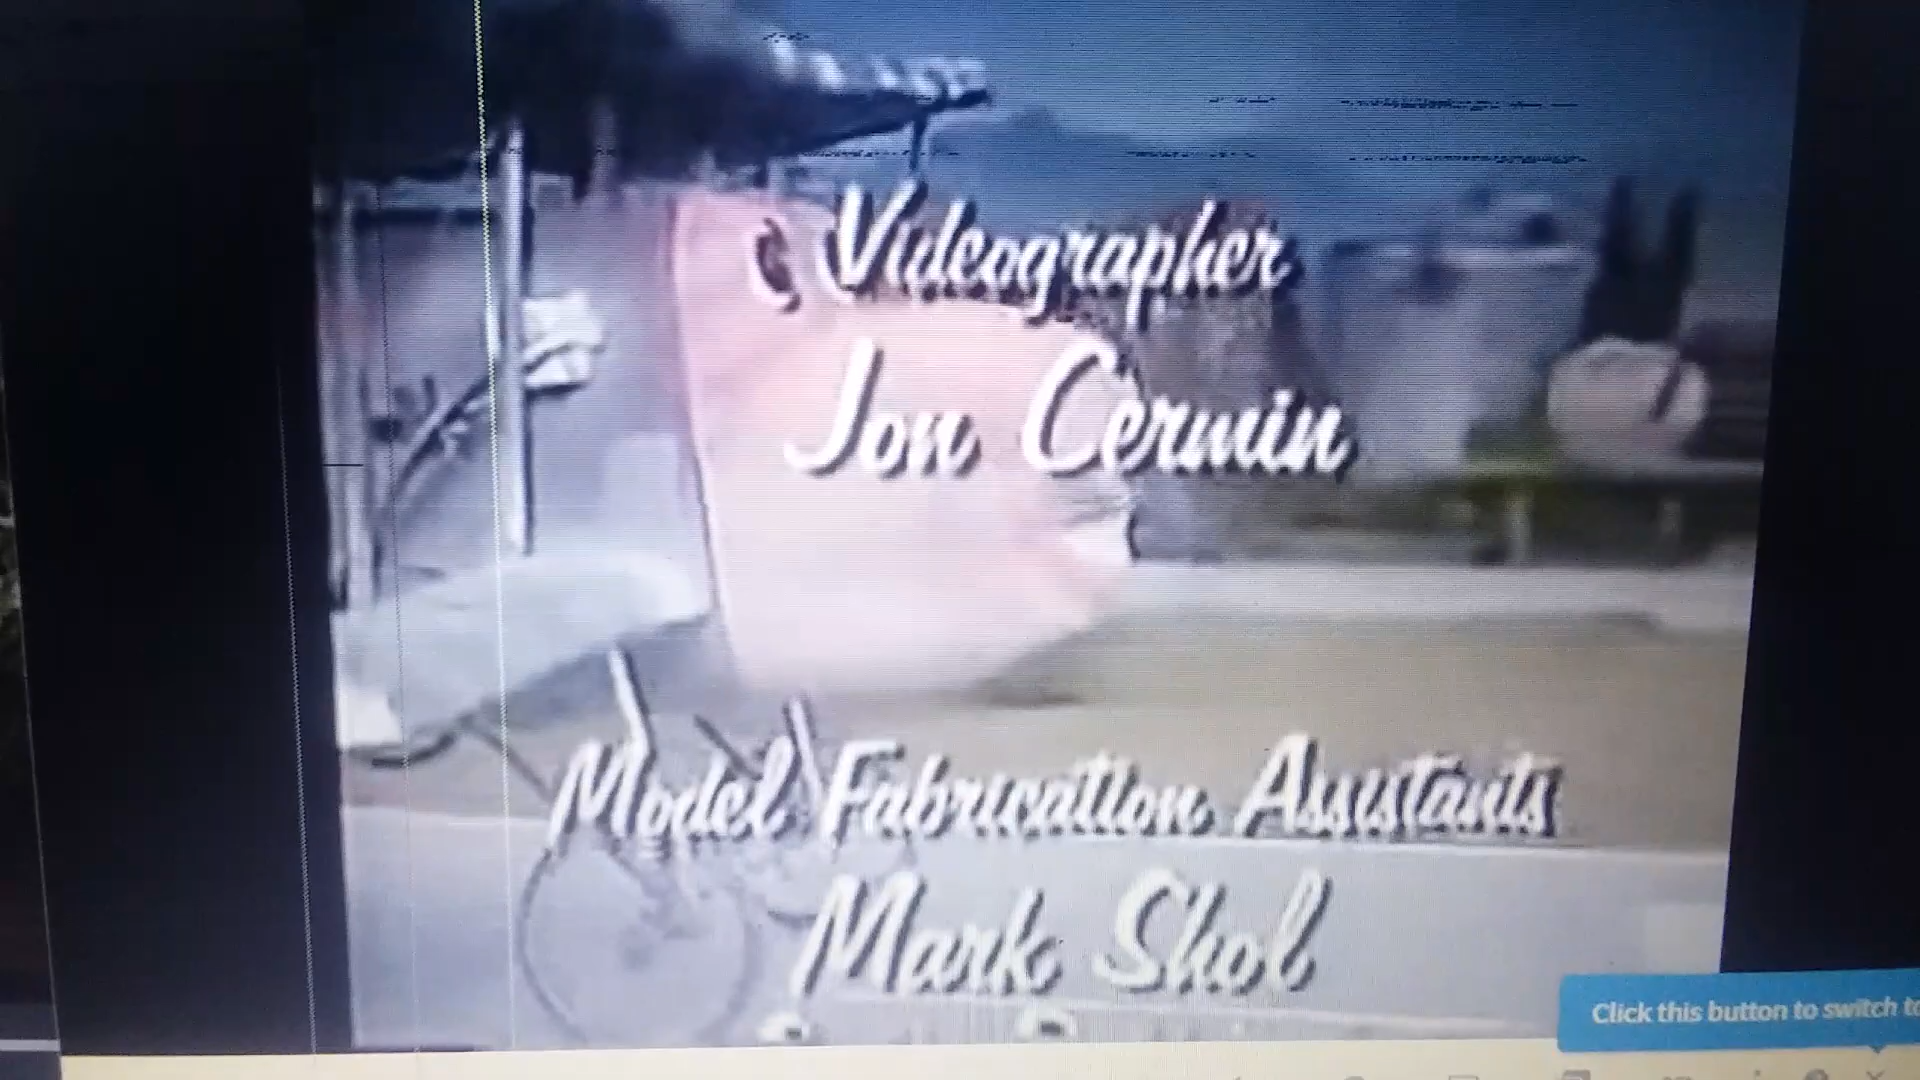 Videographer
Jon Cermin
Model Fabrication Assistants
Mark Shol
Click this button to switch to